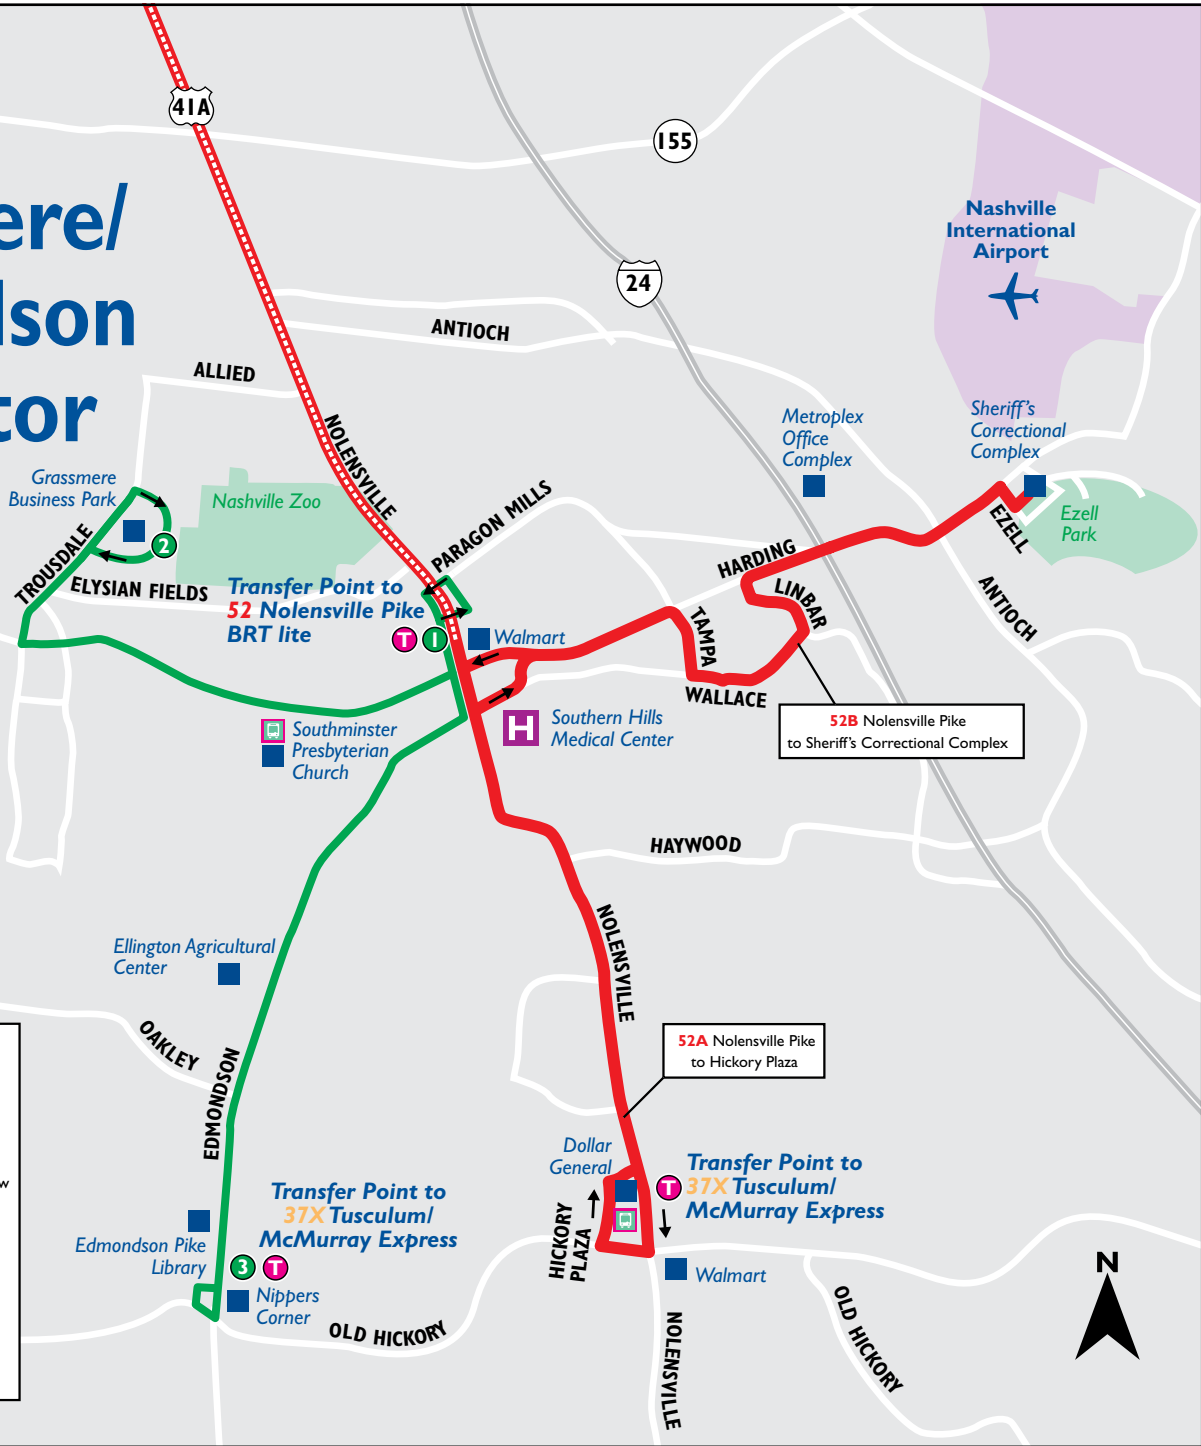 41A
155
ere/
Nashville
International
Airport
24
lson
ANTIOCH
ALLIED
tor
NOLENSVILLE
Metroplex
Office
Complex
Sheriff's
Correctional
Complex
Grassmere
Business Park
Nashville Zoo
PARAGON MILLS
Ezell
Park
EZELL
2
TROUSDALE
HARDING
ELYSIAN FIELDS
Transfer Point to
52 Nolensville Pike
BRT lite
T
1
Walmart
LINBAR
TAMPA
ANTIOCH
WALLACE
52B Nolensville Pike
to Sheriff's Correctional Complex
H
Southern Hills
Medical Center
Southminster
Presbyterian
Church
HAYWOOD
NOLENSVILLE
Ellington Agricultural
Center
OAKLEY
EDMONDSON
52A Nolensville Pike
to Hickory Plaza
Dollar
General
T
Transfer Point to
37X Tusculum/
McMurray Express
w
Transfer Point to
37X Tusculum/
McMurray Express
HICKORY
PLAZA
Edmondson Pike
Library
3
T
Nippers
Corner
Walmart
OLD HICKORY
NOLENSVILLE
OLD HICKORY
N